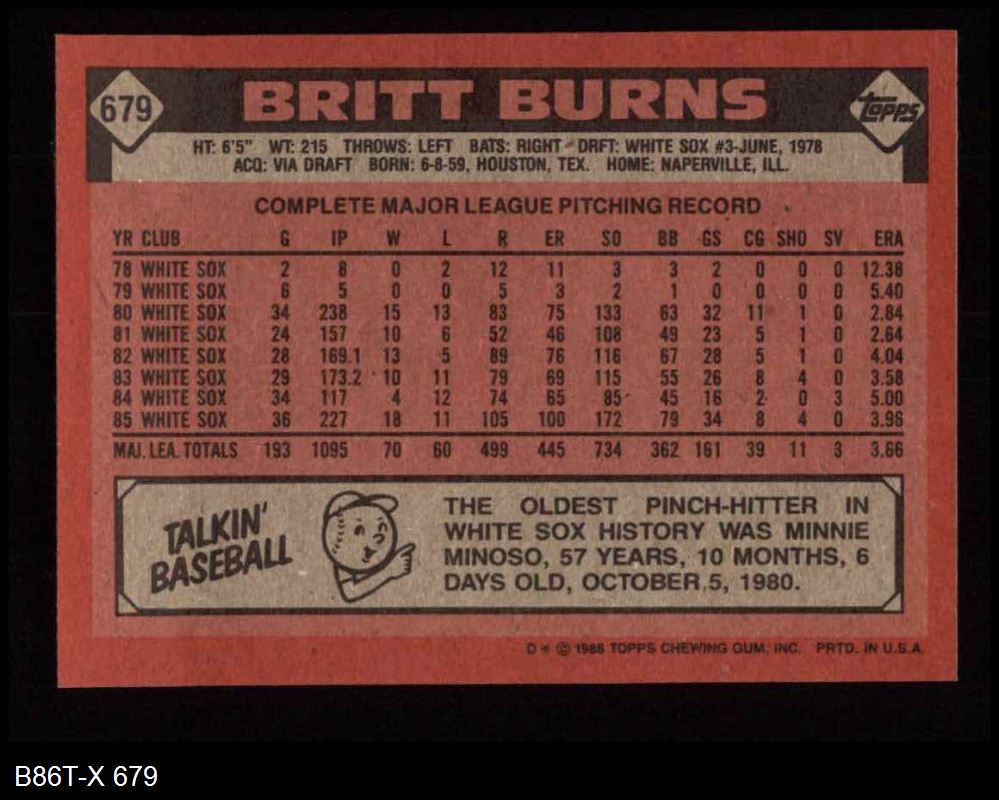 679 BRITT BURNS TOPPS
HT: 6'5" WT: 215 THROWS: LEFT BATS: RIGHT DRFT: WHITE SOX #3-JUNE, 1978
ACQ: VIA DRAFT BORN: 6-8-59, HOUSTON, TEX. HOME: NAPERVILLE, ILL.
COMPLETE MAJOR LEAGUE PITCHING RECORD
YR CLUB G IP W L R ER SO BB GS CG SHO SV ERA
78 WHITE SOX 2 8 0 2 12 11 3 3 2 0 0 0 12.38
79 WHITE SOX 6 5 0 0 5 3 2 1 0 0 0 0 5.40
80 WHITE SOX 34 238 15 13 83 75 133 63 32 11 1 0 2.84
81 WHITE SOX 24 157 10 6 52 46 108 49 23 5 1 0 2.64
82 WHITE SOX 28 169.1 13 5 89 76 116 67 28 5 1 0 4.04
83 WHITE SOX 29 173.2 10 11 79 69 115 55 26 8 4 0 3.58
84 WHITE SOX 34 117 4 12 74 65 85 45 16 2 0 3 5.00
85 WHITE SOX 36 227 18 11 105 100 172 79 34 8 4 0 3.96
MAJ. LEA. TOTALS 193 1095 70 60 499 445 734 362 161 39 11 3 3.66
TALKIN'
BASEBALL
THE OLDEST PINCH-HITTER IN
WHITE SOX HISTORY WAS MINNIE
MINOSO, 57 YEARS, 10 MONTHS, 6
DAYS OLD, OCTOBER 5, 1980.
D * © 1986 TOPPS CHEWING GUM, INC. PRTD. IN U.S.A.
B86T-X 679